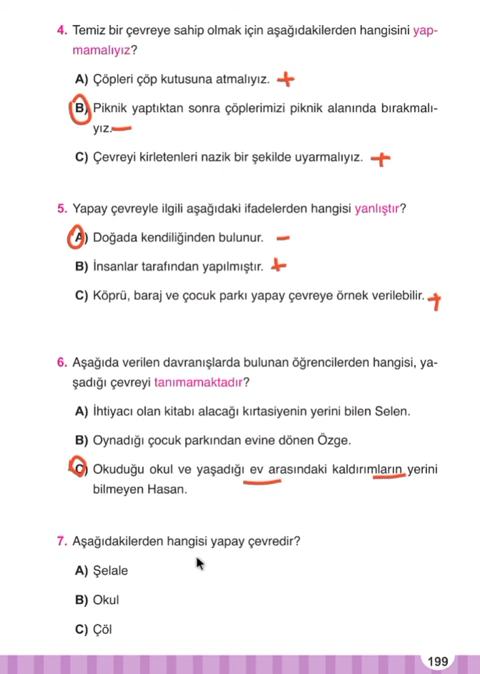 4. Temiz bir çevreye sahip olmak için aşağıdakilerden hangisini yap-
mamalıyız?
A) Çöpleri çöp kutusuna atmalıyız.
B) Piknik yaptıktan sonra çöplerimizi piknik alanında bırakmalı-
yız.
C) Çevreyi kirletenleri nazik bir şekilde uyarmalıyız.
5. Yapay çevreyle ilgili aşağıdaki ifadelerden hangisi yanlıştır?
A) Doğada kendiliğinden bulunur.
B) İnsanlar tarafından yapılmıştır.
C) Köprü, baraj ve çocuk parkı yapay çevreye örnek verilebilir.
6. Aşağıda verilen davranışlarda bulunan öğrencilerden hangisi, ya-
şadığı çevreyi tanımamaktadır?
A) İhtiyacı olan kitabı alacağı kırtasiyenin yerini bilen Selen.
B) Oynadığı çocuk parkından evine dönen Özge.
C) Okuduğu okul ve yaşadığı ev arasındaki kaldırımların yerini
bilmeyen Hasan.
7. Aşağıdakilerden hangisi yapay çevredir?
A) Şelale
B) Okul
C) Çöl
199